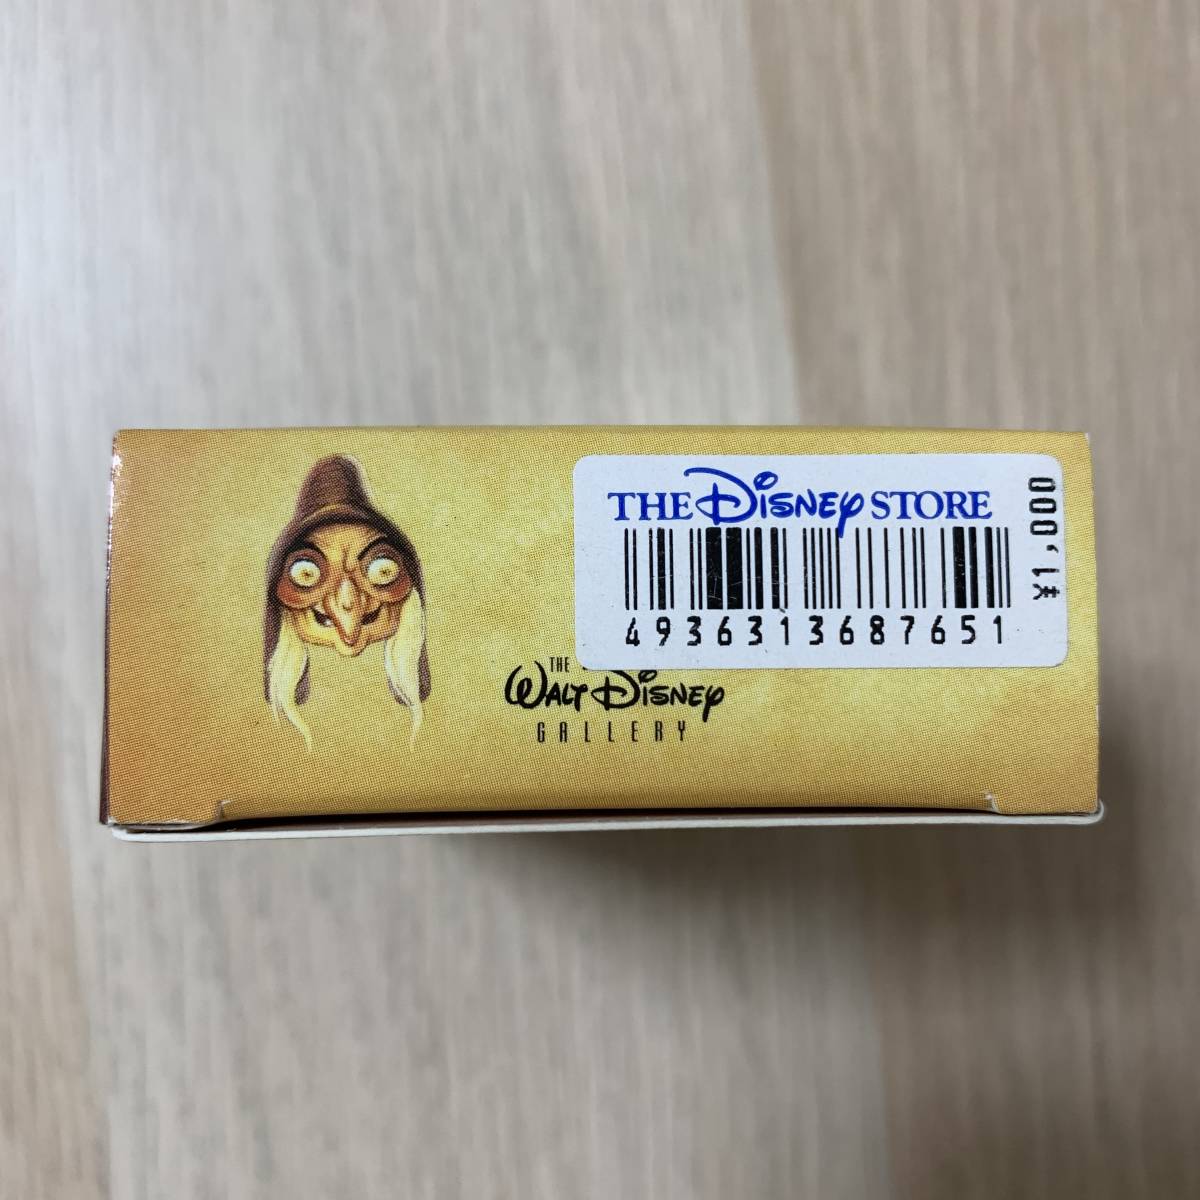 THE DISNEY STORE
4936313687651
¥1,000
THE
WALT DISNEY
GALLERY